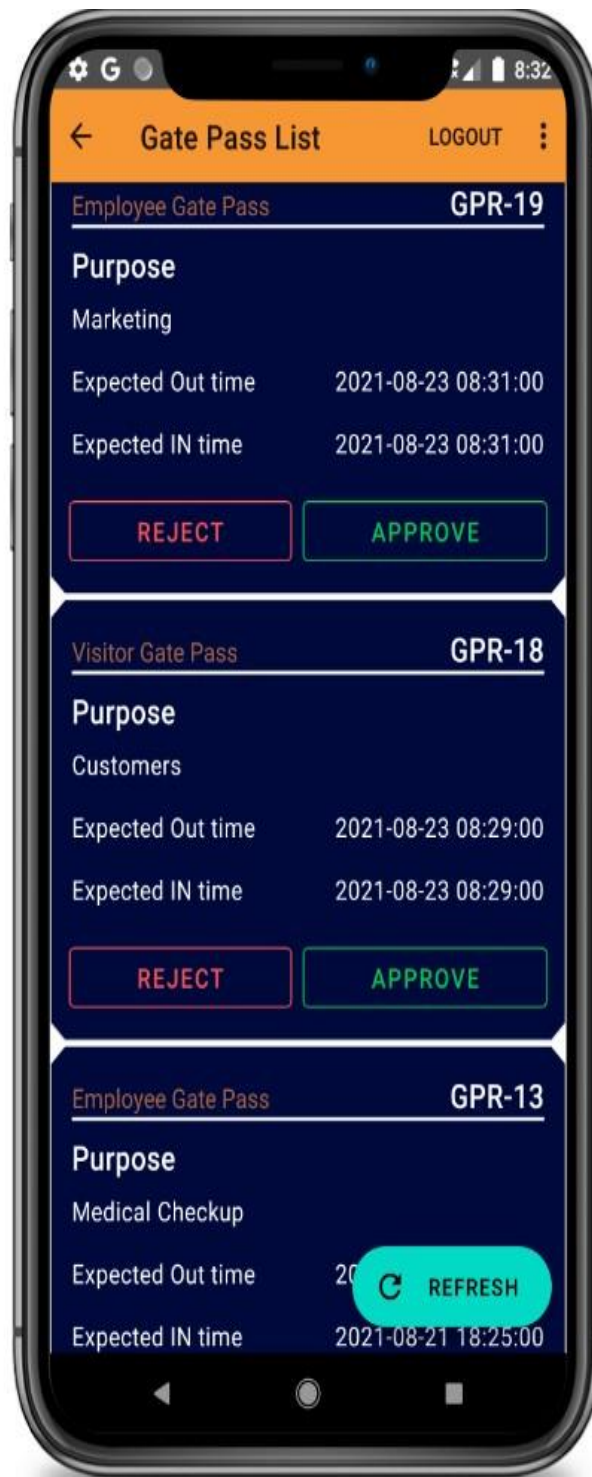 G 8:32
Gate Pass List LOGOUT
Employee Gate Pass GPR-19
Purpose
Marketing
Expected Out time 2021-08-23 08:31:00
Expected IN time 2021-08-23 08:31:00
REJECT APPROVE
Visitor Gate Pass GPR-18
Purpose
Customers
Expected Out time 2021-08-23 08:29:00
Expected IN time 2021-08-23 08:29:00
REJECT APPROVE
Employee Gate Pass GPR-13
Purpose
Medical Checkup
Expected Out time 20
REFRESH
Expected IN time 2021-08-21 18:25:00